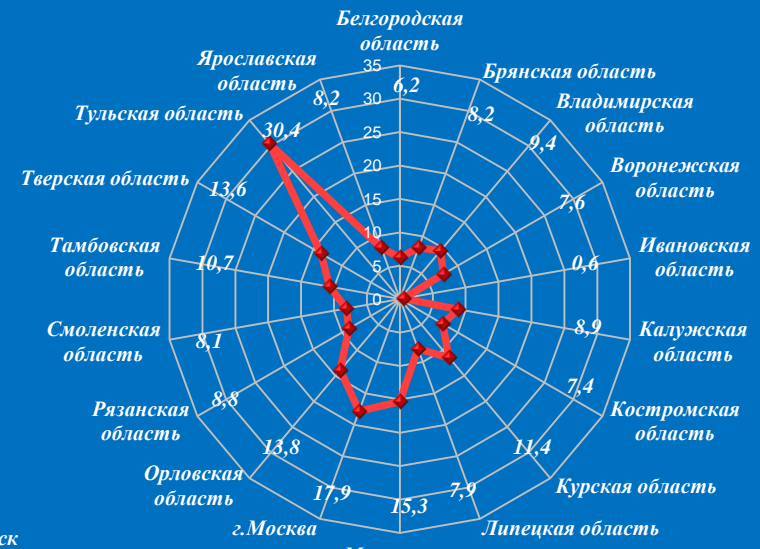 Белгородская
область
6,2
Брянская область
8,2
Владимирская
область
9,4
Воронежская
область
7,6
Ивановская
область
0,6
Калужская
область
8,9
Костромская
область
7,4
Курская область
11,4
Липецкая область
7,9
15,3
г.Москва
17,9
Орловская
область
13,8
Рязанская
область
8,8
Смоленская
область
8,1
Тамбовская
область
10,7
Тверская область
13,6
Тульская область
30,4
Ярославская
область
8,2
35
30
25
20
15
10
5
0
ск